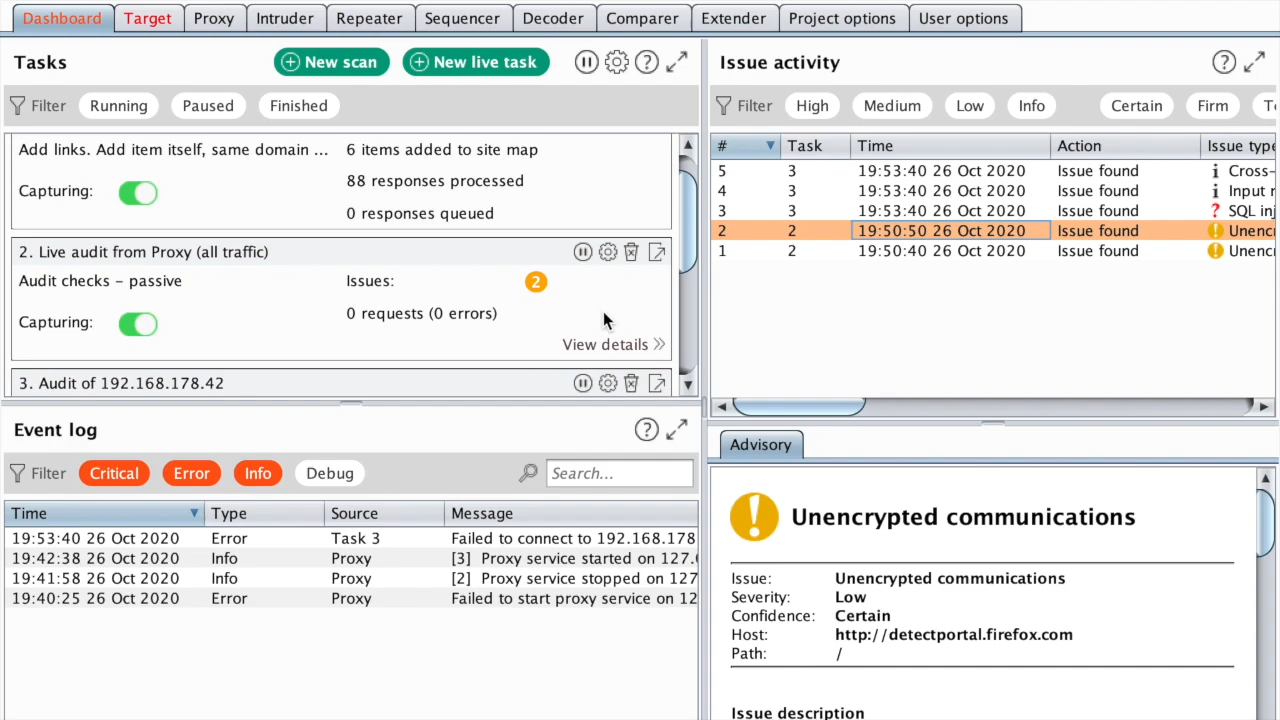 Dashboard Target Proxy Intruder Repeater Sequencer Decoder Comparer Extender Project options User options
Tasks
New scan
New live task
Filter Running Paused Finished
Add links. Add item itself, same domain ... 6 items added to site map
Capturing: 88 responses processed
0 responses queued
2. Live audit from Proxy (all traffic)
Audit checks – passive Issues: 2
Capturing: 0 requests (0 errors)
View details
3. Audit of 192.168.178.42
Event log
Filter Critical Error Info Debug Search...
Time Type Source Message
19:53:40 26 Oct 2020 Error Task 3 Failed to connect to 192.168.178
19:42:38 26 Oct 2020 Info Proxy [3] Proxy service started on 127.
19:41:58 26 Oct 2020 Info Proxy [2] Proxy service stopped on 127
19:40:25 26 Oct 2020 Error Proxy Failed to start proxy service on 12
Issue activity
Filter High Medium Low Info Certain Firm
# Task Time Action Issue type
5 3 19:53:40 26 Oct 2020 Issue found Cross-
4 3 19:53:40 26 Oct 2020 Issue found Input r
3 3 19:53:40 26 Oct 2020 Issue found SQL inj
2 2 19:50:50 26 Oct 2020 Issue found Unenc
1 2 19:50:40 26 Oct 2020 Issue found Unenc
Advisory
Unencrypted communications
Issue: Unencrypted communications
Severity: Low
Confidence: Certain
Host: http://detectportal.firefox.com
Path: /
Issue description